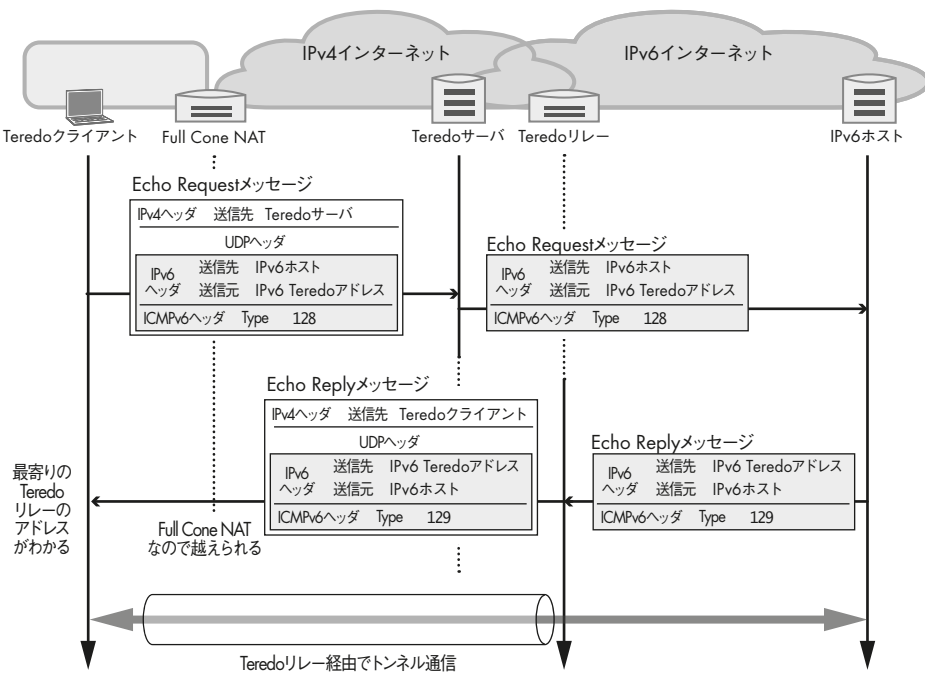 IPv4インターネット
IPv6インターネット
Teredoクライアント
Full Cone NAT
Teredoサーバ
Teredoリレー
IPv6ホスト
Echo Requestメッセージ
IPv4ヘッダ 送信先 Teredoサーバ
UDPヘッダ
IPv6
ヘッダ
送信先 IPv6ホスト
送信元 IPv6 Teredoアドレス
ICMPv6ヘッダ Type 128
Echo Requestメッセージ
IPv6
ヘッダ
送信先 IPv6ホスト
送信元 IPv6 Teredoアドレス
ICMPv6ヘッダ Type 128
Echo Replyメッセージ
IPv4ヘッダ 送信先 Teredoクライアント
UDPヘッダ
IPv6
ヘッダ
送信先 IPv6 Teredoアドレス
送信元 IPv6ホスト
ICMPv6ヘッダ Type 129
Echo Replyメッセージ
IPv6
ヘッダ
送信先 IPv6 Teredoアドレス
送信元 IPv6ホスト
ICMPv6ヘッダ Type 129
最寄りの
Teredo
リレーの
アドレス
がわかる
Full Cone NAT
なので越えられる
Teredoリレー経由でトンネル通信